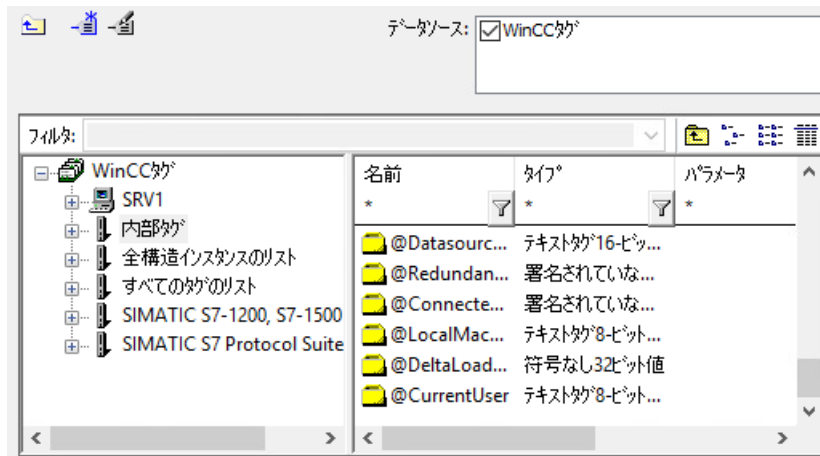 データソース: WinCCタグ
フィルタ:
WinCCタグ
SRV1
内部タグ
全構造インスタンスのリスト
すべてのタグのリスト
SIMATIC S7-1200, S7-1500
SIMATIC S7 Protocol Suite
名前 タイプ パラメータ
* * *
@Datasourc... テキストタグ16-ビッ...
@Redundan... 署名されていな...
@Connecte... 署名されていな...
@LocalMac... テキストタグ8-ビット...
@DeltaLoad... 符号なし32ビット値
@CurrentUser テキストタグ8-ビット...